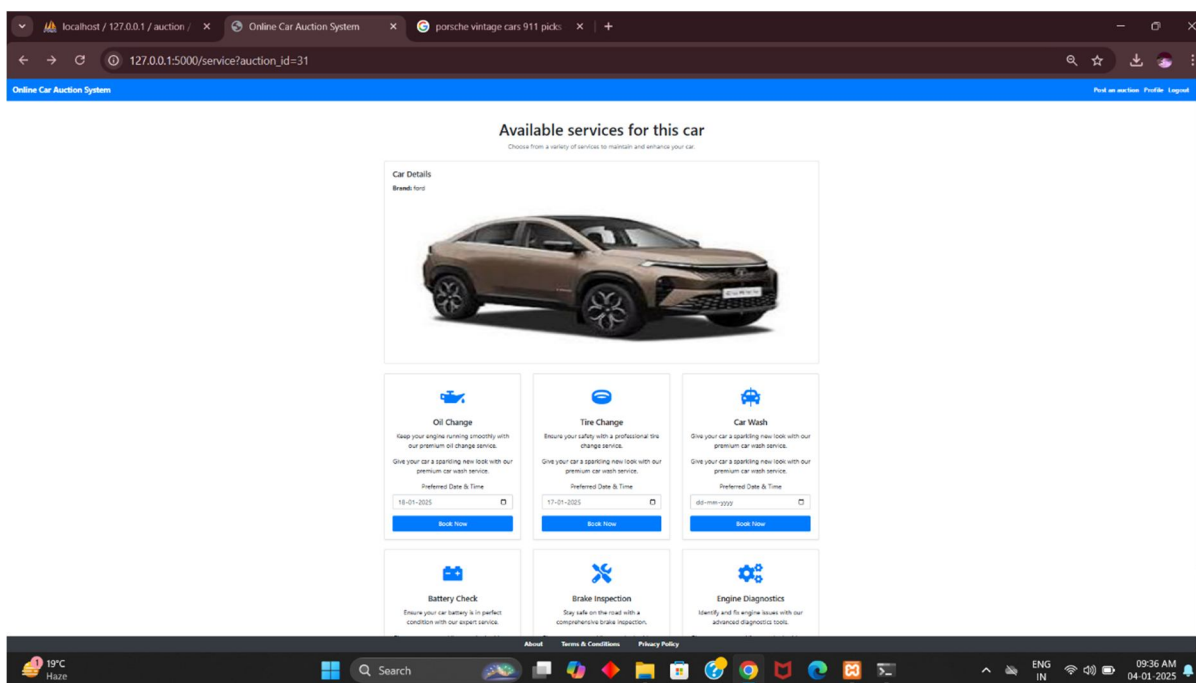 localhost / 127.0.0.1 / auction /
Online Car Auction System
porsche vintage cars 911 picks
127.0.0.1:5000/service?auction_id=31
Online Car Auction System
Post an auction Profile Logout
Available services for this car
Choose from a variety of services to maintain and enhance your car.
Car Details
Brand: ford
CURVV
Oil Change
Keep your engine running smoothly with
our premium oil change service.
Give your car a sparkling new look with our
premium car wash service.
Preferred Date & Time
18-01-2025
Book Now
Tire Change
Ensure your safety with a professional tire
change service.
Give your car a sparkling new look with our
premium car wash service.
Preferred Date & Time
17-01-2025
Book Now
Car Wash
Give your car a sparkling new look with our
premium car wash service.
Give your car a sparkling new look with our
premium car wash service.
Preferred Date & Time
dd-mm-yyyy
Book Now
Battery Check
Ensure your car battery is in perfect
condition with our expert service.
Brake Inspection
Stay safe on the road with a
comprehensive brake inspection.
Engine Diagnostics
Identify and fix engine issues with our
advanced diagnostics tools.
About Terms & Conditions Privacy Policy
1
19°C
Haze
Search
ENG
IN
09:36 AM
04-01-2025